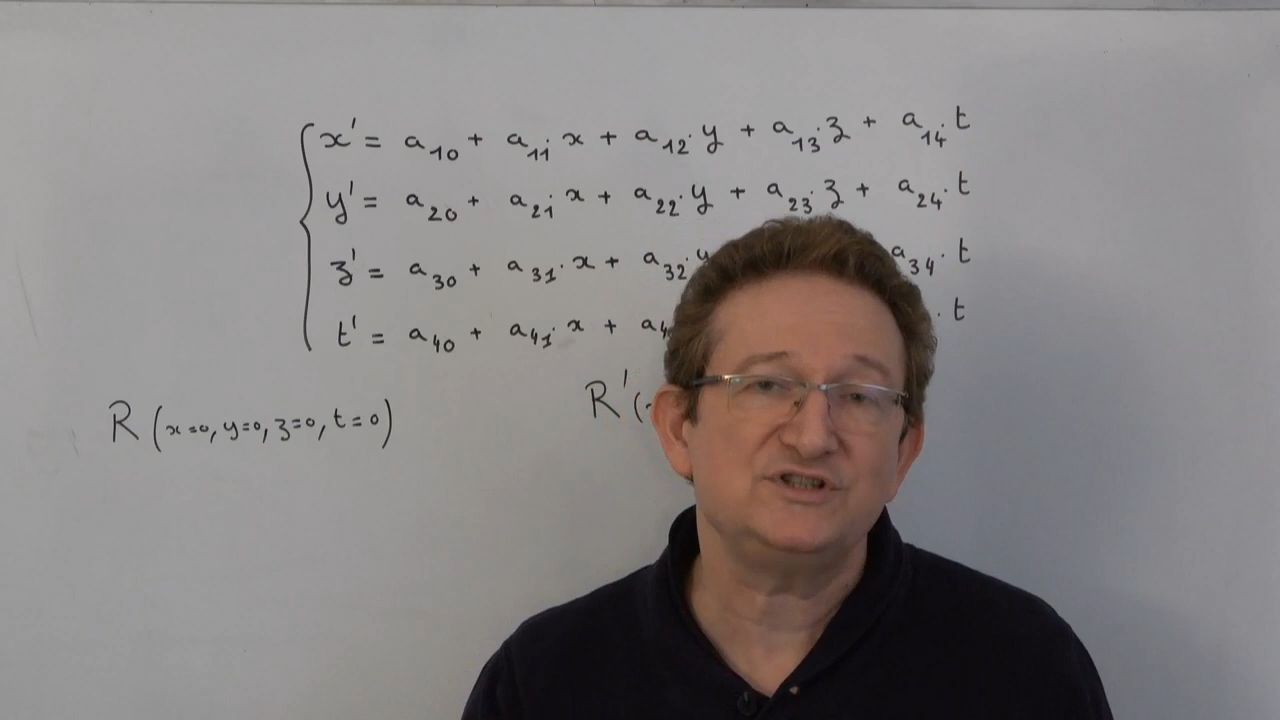 x' = a₁₀ + a₁₁ · x + a₁₂ · y + a₁₃ · z + a₁₄ · t
y' = a₂₀ + a₂₁ · x + a₂₂ · y + a₂₃ · z + a₂₄ · t
z' = a₃₀ + a₃₁ · x + a₃₂ · y a₃₄ · t
t' = a₄₀ + a₄₁ · x + · t
R (x=0, y=0, z=0, t=0) R' (